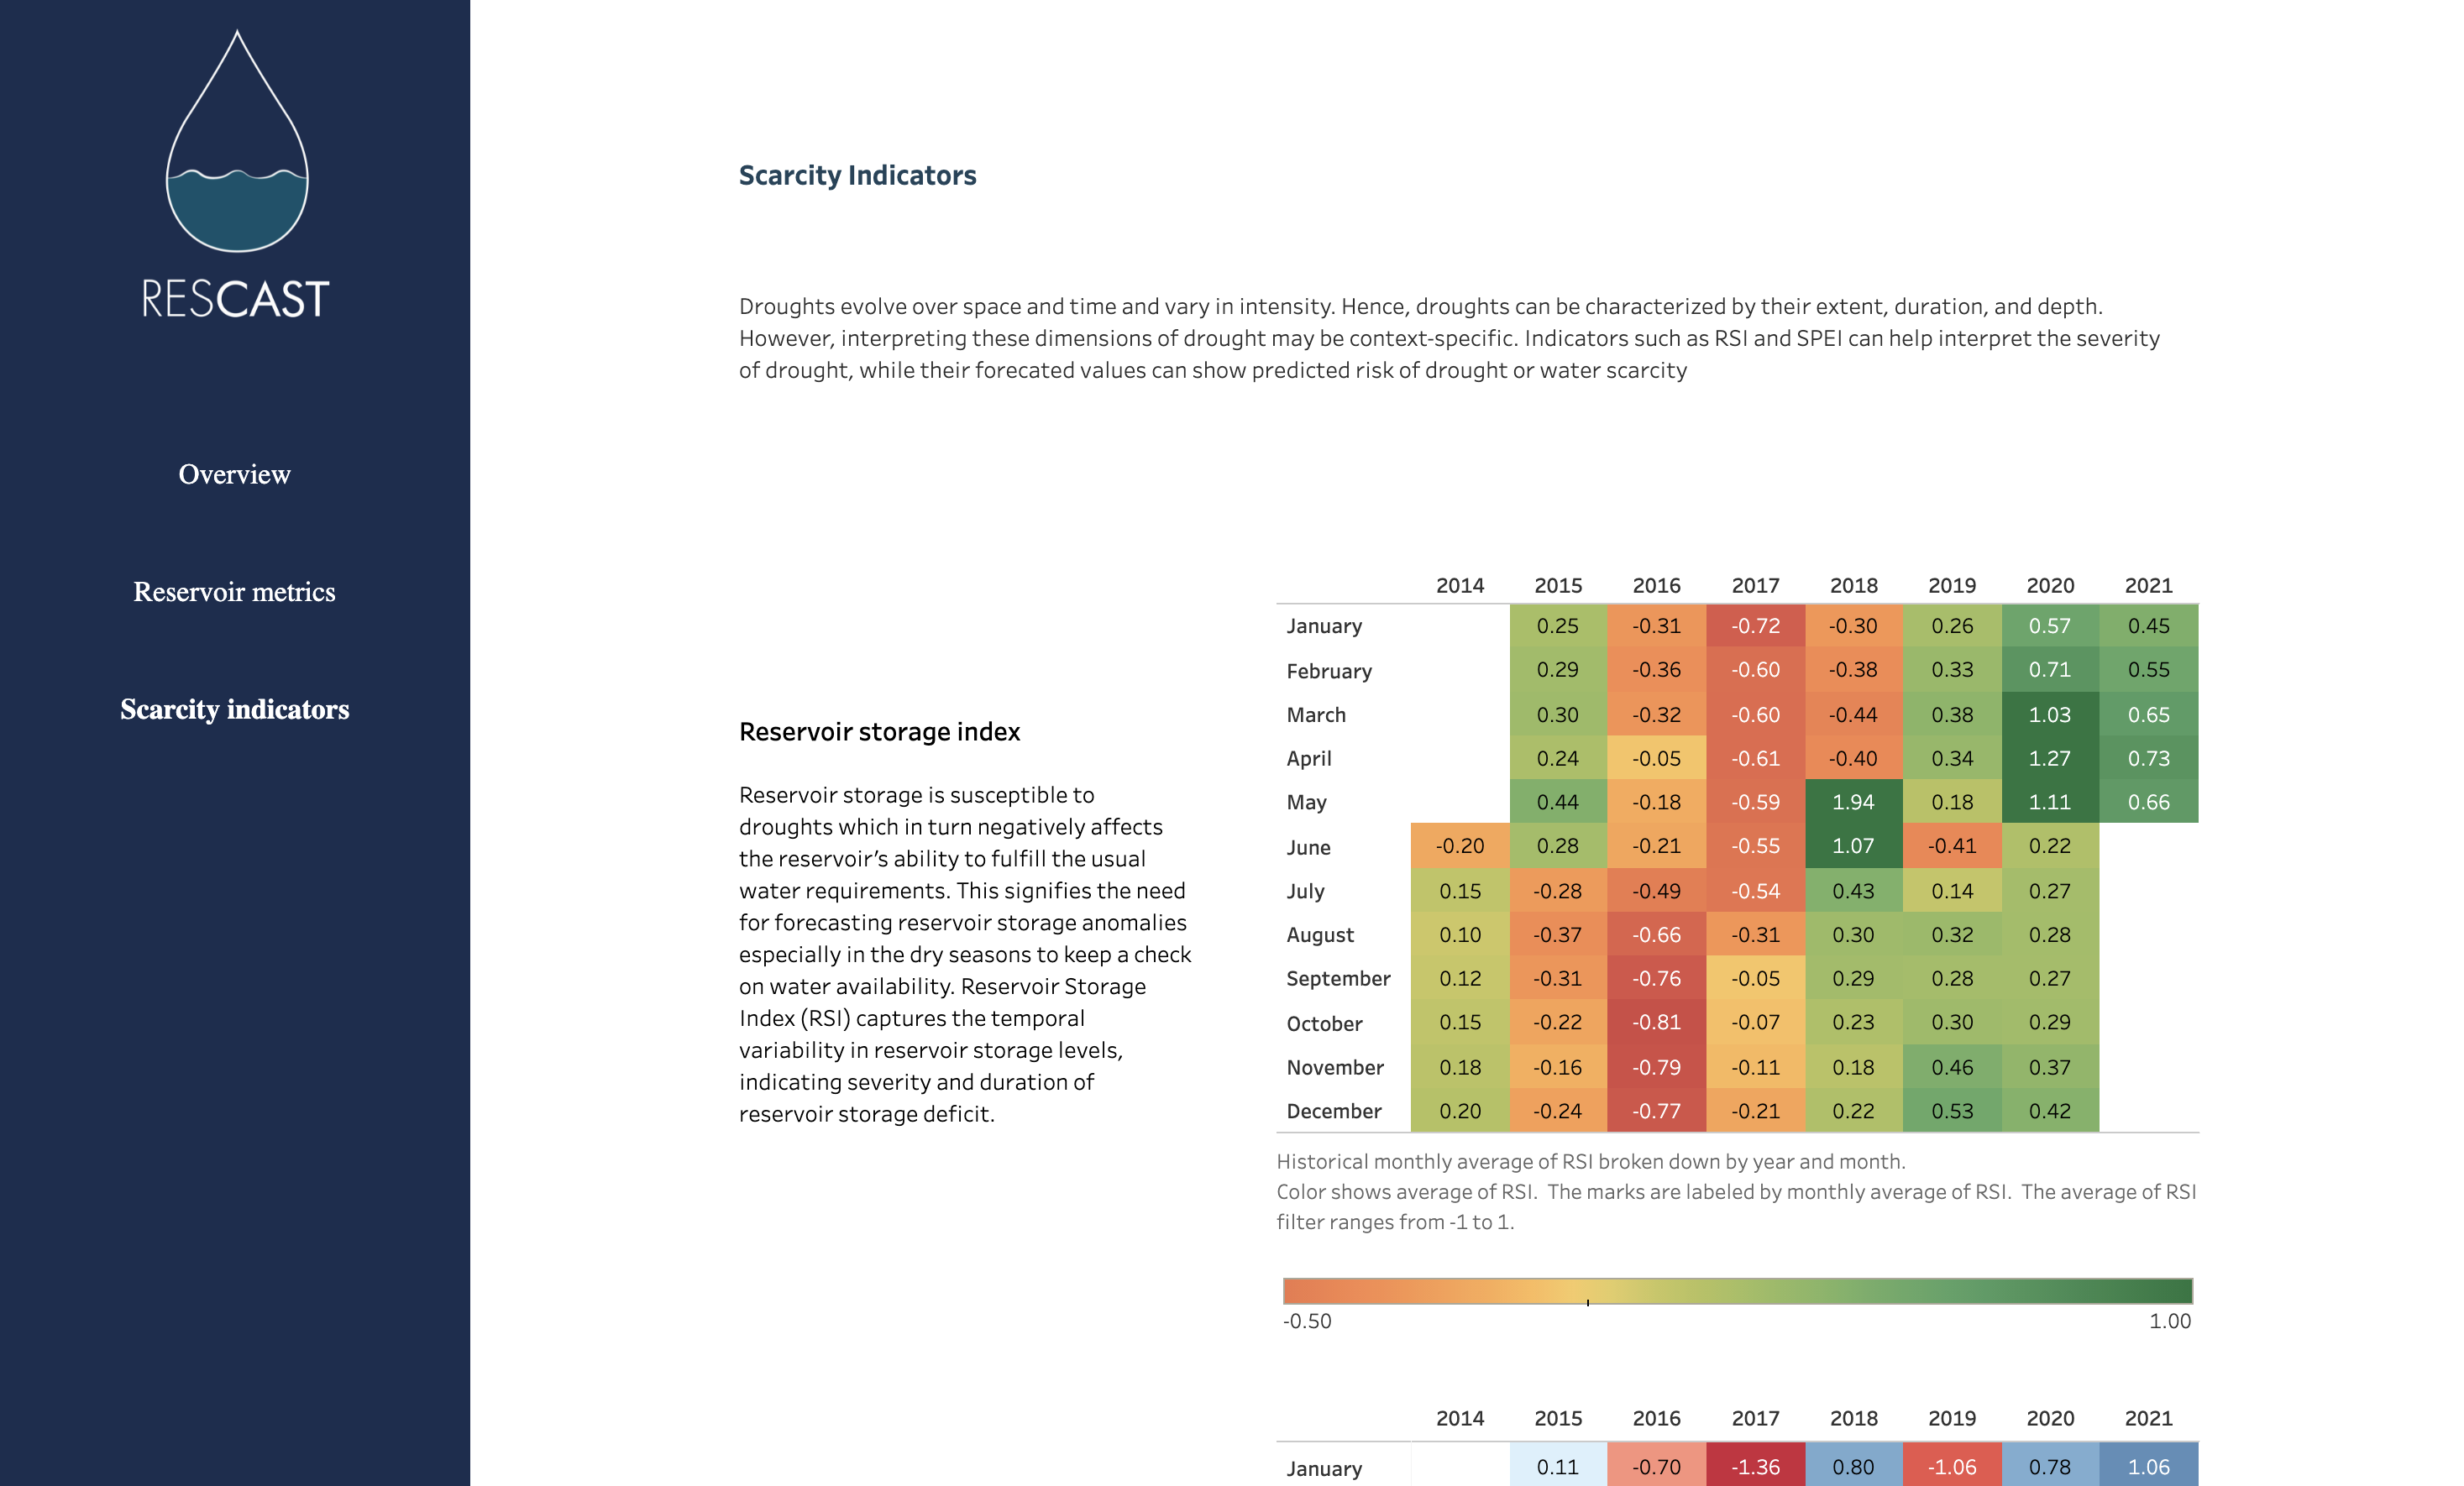 RESCAST
Overview
Reservoir metrics
Scarcity indicators
Scarcity Indicators
Droughts evolve over space and time and vary in intensity. Hence, droughts can be characterized by their extent, duration, and depth.
However, interpreting these dimensions of drought may be context-specific. Indicators such as RSI and SPEI can help interpret the severity
of drought, while their forecated values can show predicted risk of drought or water scarcity
Reservoir storage index
Reservoir storage is susceptible to
droughts which in turn negatively affects
the reservoir's ability to fulfill the usual
water requirements. This signifies the need
for forecasting reservoir storage anomalies
especially in the dry seasons to keep a check
on water availability. Reservoir Storage
Index (RSI) captures the temporal
variability in reservoir storage levels,
indicating severity and duration of
reservoir storage deficit.
2014 2015 2016 2017 2018 2019 2020 2021
January 0.25 -0.31 -0.72 -0.30 0.26 0.57 0.45
February 0.29 -0.36 -0.60 -0.38 0.33 0.71 0.55
March 0.30 -0.32 -0.60 -0.44 0.38 1.03 0.65
April 0.24 -0.05 -0.61 -0.40 0.34 1.27 0.73
May 0.44 -0.18 -0.59 1.94 0.18 1.11 0.66
June -0.20 0.28 -0.21 -0.55 1.07 -0.41 0.22
July 0.15 -0.28 -0.49 -0.54 0.43 0.14 0.27
August 0.10 -0.37 -0.66 -0.31 0.30 0.32 0.28
September 0.12 -0.31 -0.76 -0.05 0.29 0.28 0.27
October 0.15 -0.22 -0.81 -0.07 0.23 0.30 0.29
November 0.18 -0.16 -0.79 -0.11 0.18 0.46 0.37
December 0.20 -0.24 -0.77 -0.21 0.22 0.53 0.42
Historical monthly average of RSI broken down by year and month.
Color shows average of RSI. The marks are labeled by monthly average of RSI. The average of RSI
filter ranges from -1 to 1.
-0.50 1.00
2014 2015 2016 2017 2018 2019 2020 2021
January 0.11 -0.70 -1.36 0.80 -1.06 0.78 1.06